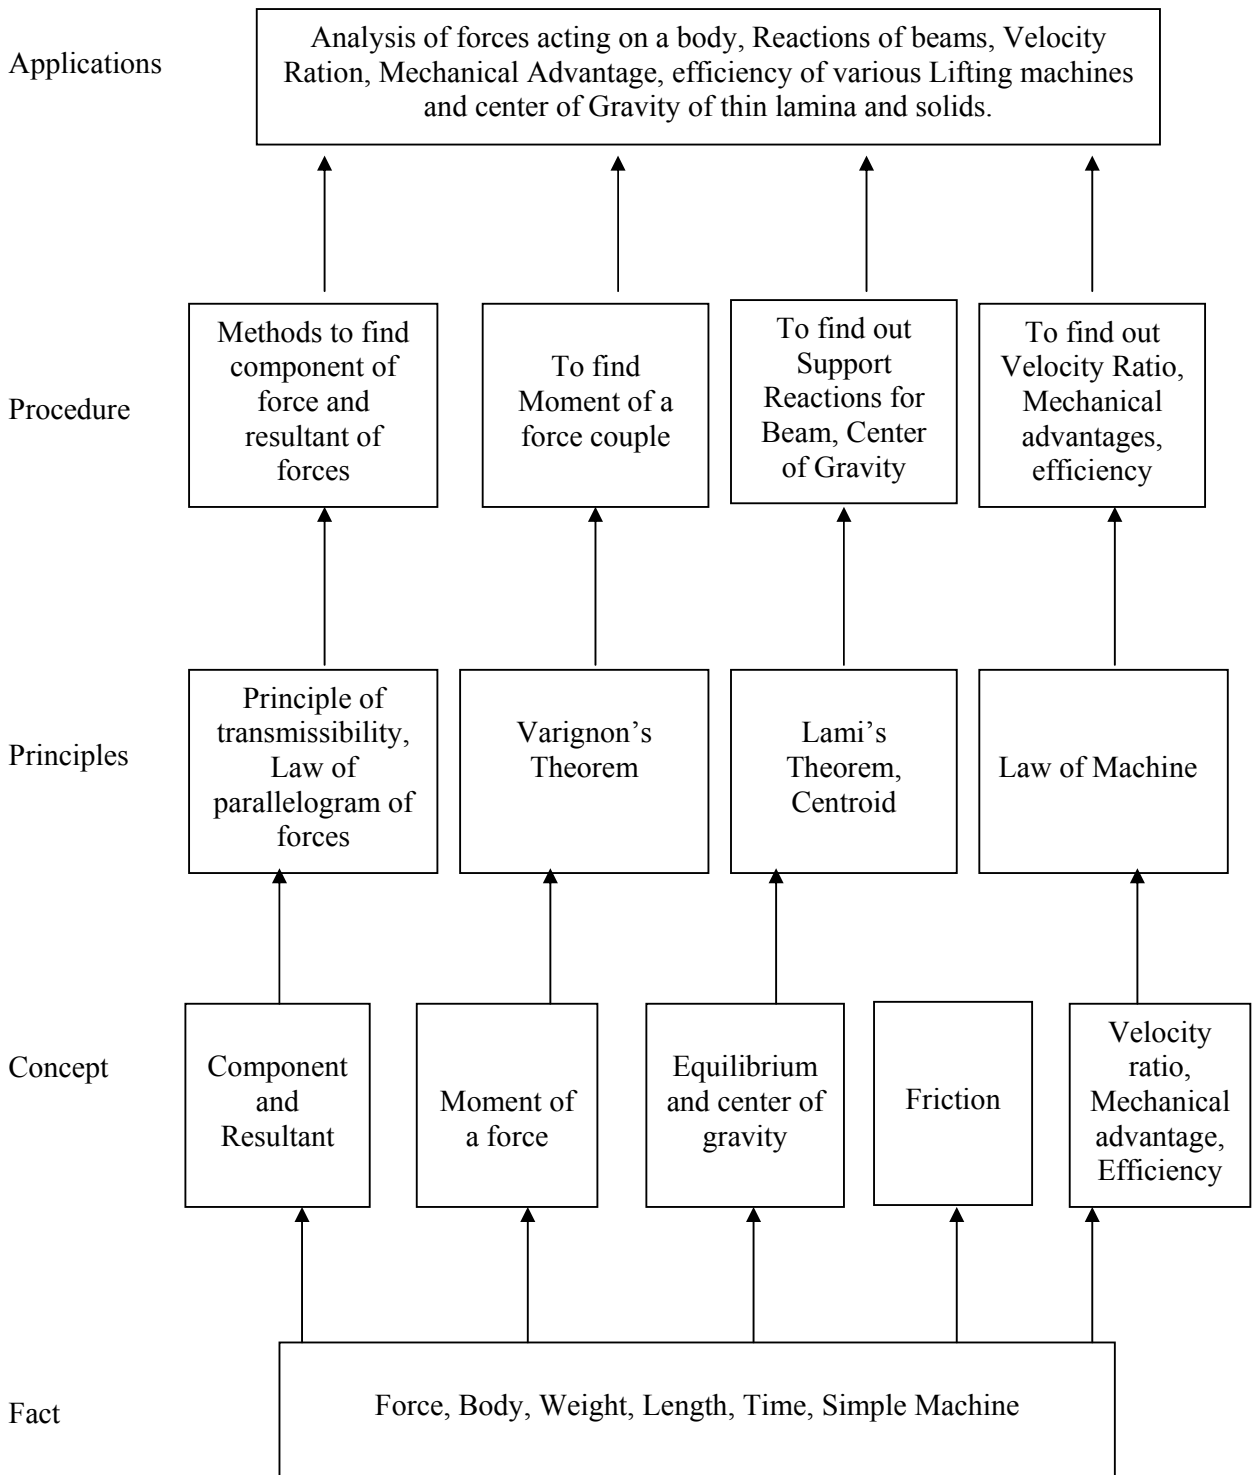 Applications
Analysis of forces acting on a body, Reactions of beams, Velocity
Ration, Mechanical Advantage, efficiency of various Lifting machines
and center of Gravity of thin lamina and solids.
Procedure
Methods to find
component of
force and
resultant of
forces
To find
Moment of a
force couple
To find out
Support
Reactions for
Beam, Center
of Gravity
To find out
Velocity Ratio,
Mechanical
advantages,
efficiency
Principles
Principle of
transmissibility,
Law of
parallelogram of
forces
Varignon’s
Theorem
Lami’s
Theorem,
Centroid
Law of Machine
Concept
Component
and
Resultant
Moment of
a force
Equilibrium
and center of
gravity
Friction
Velocity
ratio,
Mechanical
advantage,
Efficiency
Fact
Force, Body, Weight, Length, Time, Simple Machine